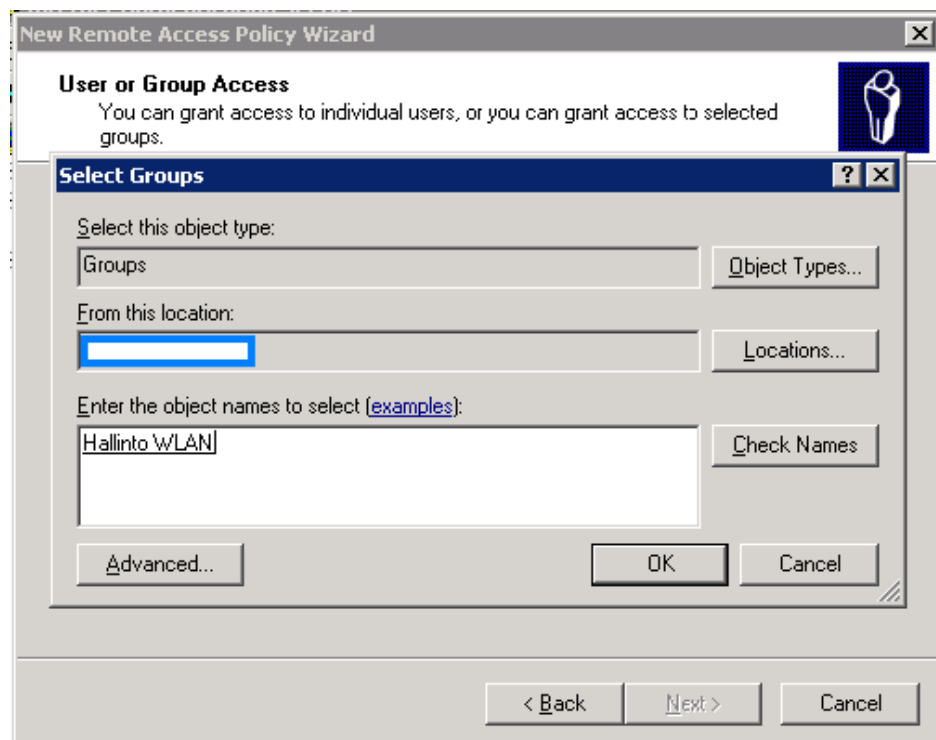 New Remote Access Policy Wizard
User or Group Access
You can grant access to individual users, or you can grant access to selected
groups.
Select Groups
Select this object type:
Groups
Object Types...
From this location:
Locations...
Enter the object names to select (examples):
Hallinto WLAN
Check Names
Advanced...
OK
Cancel
< Back
Next >
Cancel